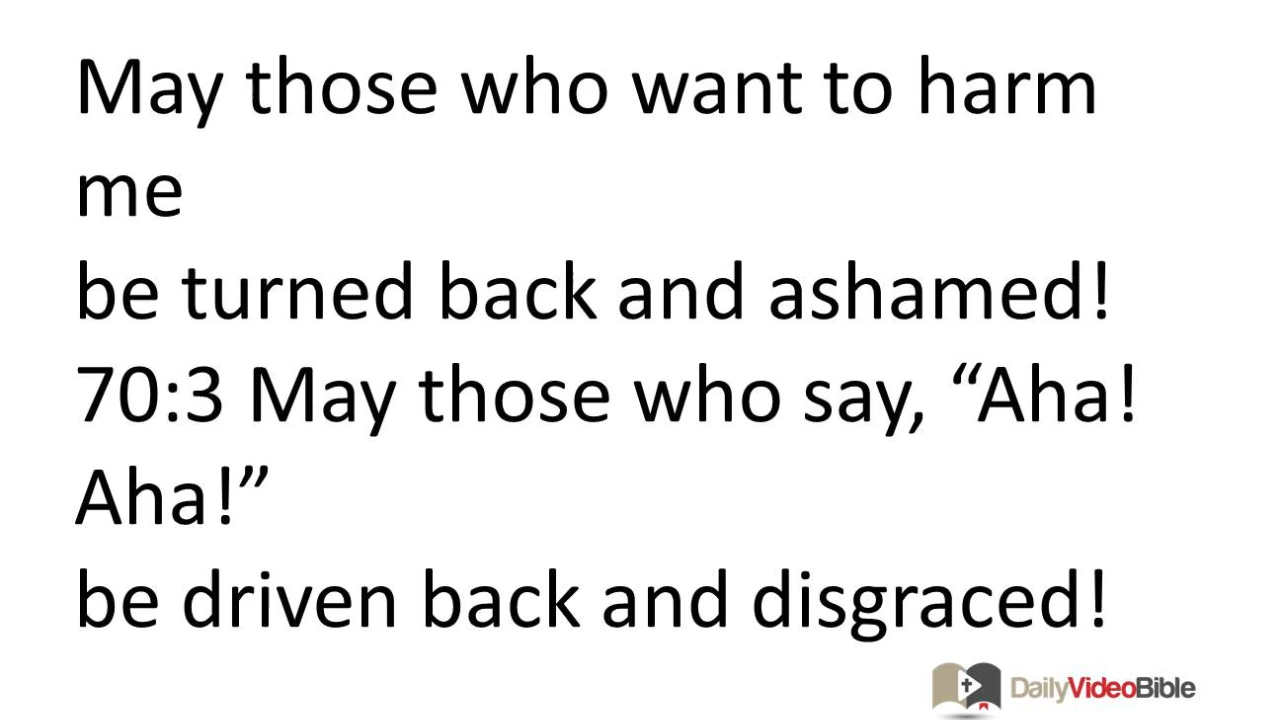 May those who want to harm
me
be turned back and ashamed!
70:3 May those who say, “Aha!
Aha!”
be driven back and disgraced!
DailyVideoBible